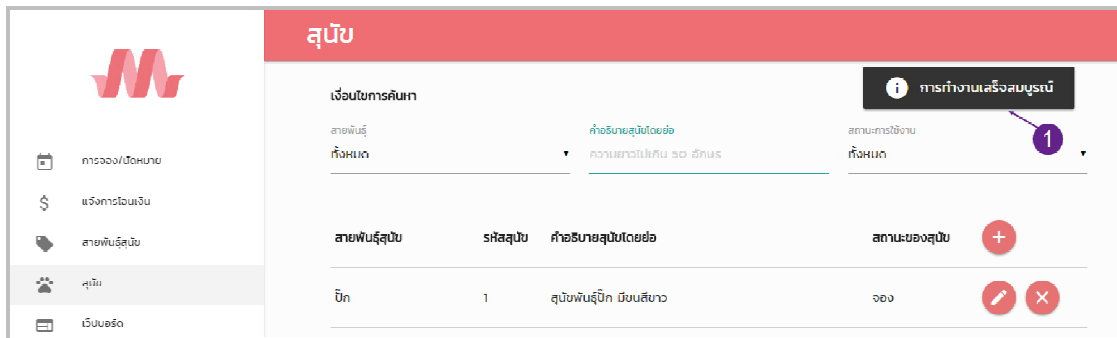 สุนัข
การทำงานเสร็จสมบูรณ์
1
เงื่อนไขการค้นหา
สายพันธุ์ คำอธิบายสุนัขโดยย่อ สถานะการใช้งาน
ทั้งหมด ความยาวไม่เกิน 50 อักษร ทั้งหมด
การจอง/นัดหมาย
แจ้งการโอนเงิน
สายพันธุ์สุนัข
สุนัข
เว็บบอร์ด
สายพันธุ์สุนัข รหัสสุนัข คำอธิบายสุนัขโดยย่อ สถานะของสุนัข
ปั๊ก 1 สุนัขพันธุ์ปั๊ก มีขนสีขาว จอง